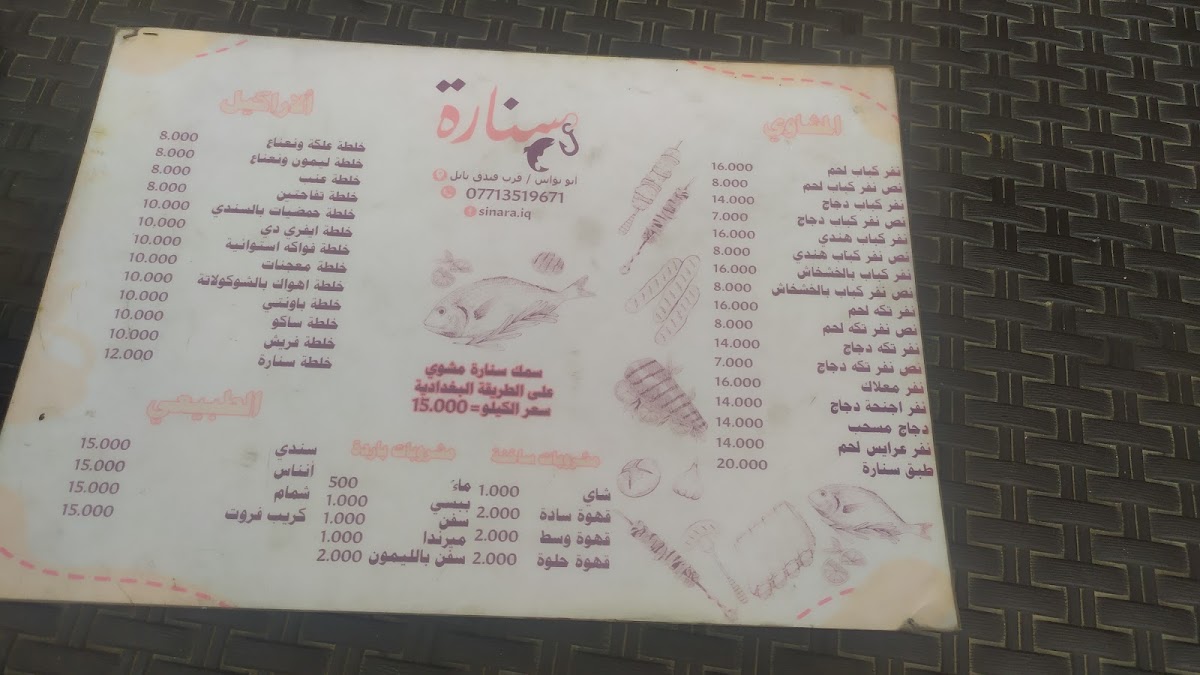 سنارة
ابو نواس / قرب فندق بابل
07713519671
sinara.iq
المشاوي
نفر كباب لحم 16.000
نص نفر كباب لحم 8.000
نفر كباب دجاج 14.000
نص نفر كباب دجاج 7.000
نفر كباب هندي 16.000
نص نفر كباب هندي 8.000
نفر كباب بالخشخاش 16.000
نص نفر كباب بالخشخاش 8.000
نفر تكه لحم 16.000
نص نفر تكه لحم 8.000
نفر تكه دجاج 14.000
نص نفر تكه دجاج 7.000
نفر معلاك 16.000
نفر اجنحة دجاج 14.000
دجاج مسحب 14.000
نفر عرايس لحم 14.000
طبق سنارة 20.000
سمك سنارة مشوي
على الطريقة البغدادية
سعر الكيلو= 15.000
مشروبات ساخنة
شاي 1.000
قهوة سادة 2.000
قهوة وسط 2.000
قهوة حلوة 2.000
مشروبات باردة
ماء 500
ببسي 1.000
سفن 1.000
ميرندا 1.000
سفن بالليمون 2.000
ألاراكيل
خلطة علكة ونعناع 8.000
خلطة ليمون ونعناع 8.000
خلطة عنب 8.000
خلطة تفاحتين 8.000
خلطة حمضيات بالسندي 10.000
خلطة ايفري دي 10.000
خلطة فواكه استوائية 10.000
خلطة معجنات 10.000
خلطة اهواك بالشوكولاتة 10.000
خلطة باونتي 10.000
خلطة ساكو 10.000
خلطة فريش 10.000
خلطة سنارة 12.000
الطبيعي
سندي 15.000
أنناس 15.000
شمام 15.000
كريب فروت 15.000